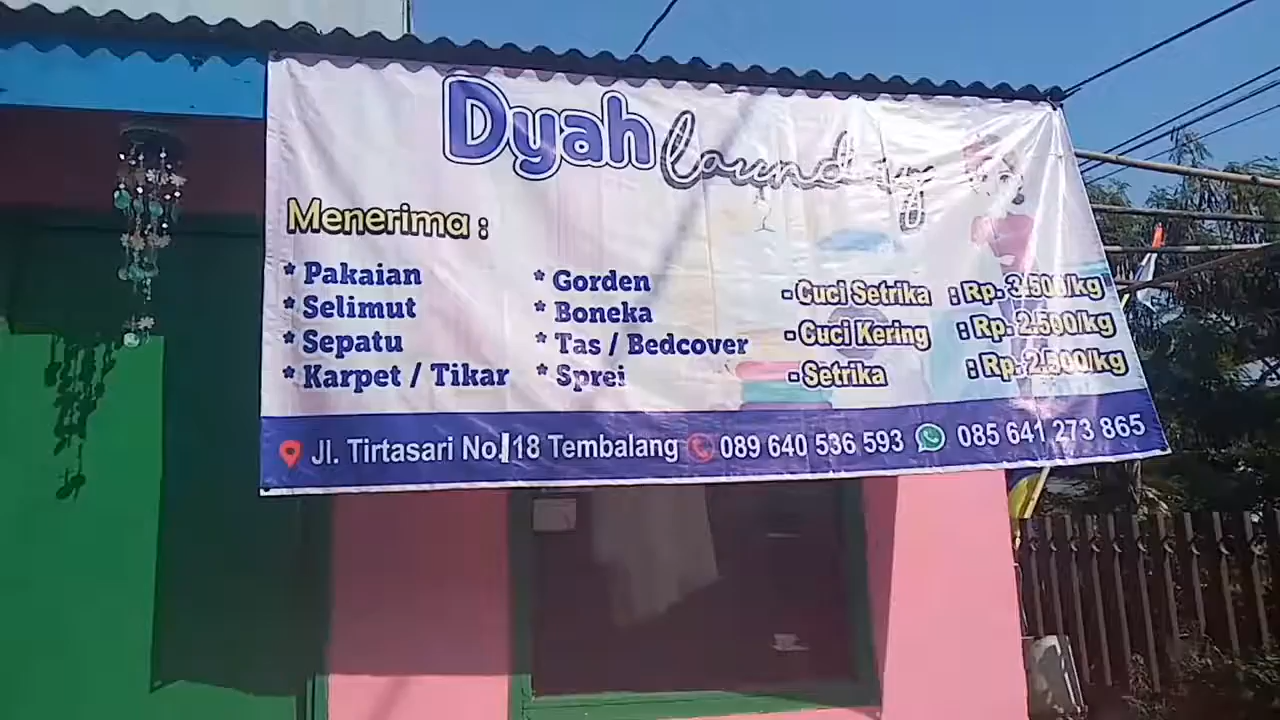 Dyah laundry
Menerima :
* Pakaian
* Selimut
* Sepatu
* Karpet / Tikar
* Gorden
* Boneka
* Tas / Bedcover
* Sprei
- Cuci Setrika : Rp. 3.500/kg
- Cuci Kering : Rp. 2.500/kg
- Setrika : Rp. 2.500/kg
Jl. Tirtasari No. 18 Tembalang 089 640 536 593 085 641 273 865